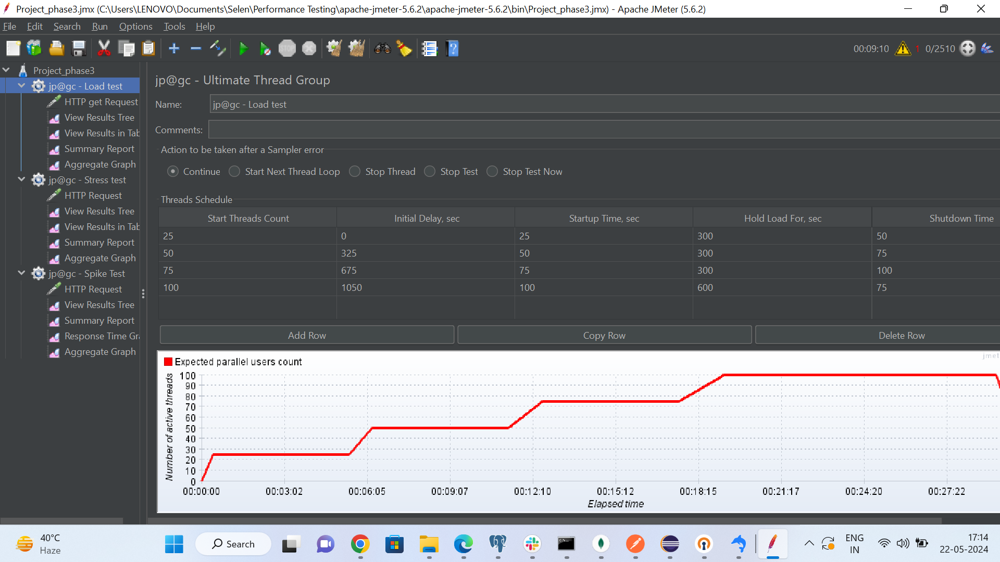 Project_phase3.jmx (C:\Users\LENOVO\Documents\Selen\Performance Testing\apache-jmeter-5.6.2\apache-jmeter-5.6.2\bin\Project_phase3.jmx) - Apache JMeter (5.6.2)
File Edit Search Run Options Tools Help
STOP
00:09:10 1 0/2510
Project_phase3
jp@gc - Load test
HTTP get Request
View Results Tree
View Results in Tab
Summary Report
Aggregate Graph
jp@gc - Stress test
HTTP Request
View Results Tree
View Results in Tab
Summary Report
Aggregate Graph
jp@gc - Spike Test
HTTP Request
View Results Tree
Summary Report
Response Time Gra
Aggregate Graph
jp@gc - Ultimate Thread Group
Name: jp@gc - Load test
Comments:
Action to be taken after a Sampler error
Continue Start Next Thread Loop Stop Thread Stop Test Stop Test Now
Threads Schedule
Start Threads Count Initial Delay, sec Startup Time, sec Hold Load For, sec Shutdown Time
25 0 25 300 50
50 325 50 300 75
75 675 75 300 100
100 1050 100 600 75
Add Row Copy Row Delete Row
jmet
Expected parallel users count
Number of active threads
100
90
80
70
60
50
40
30
20
10
0
00:00:00 00:03:02 00:06:05 00:09:07 00:12:10 00:15:12 00:18:15 00:21:17 00:24:20 00:27:22
Elapsed time
40°C
Haze
Search
ENG
IN
17:14
22-05-2024